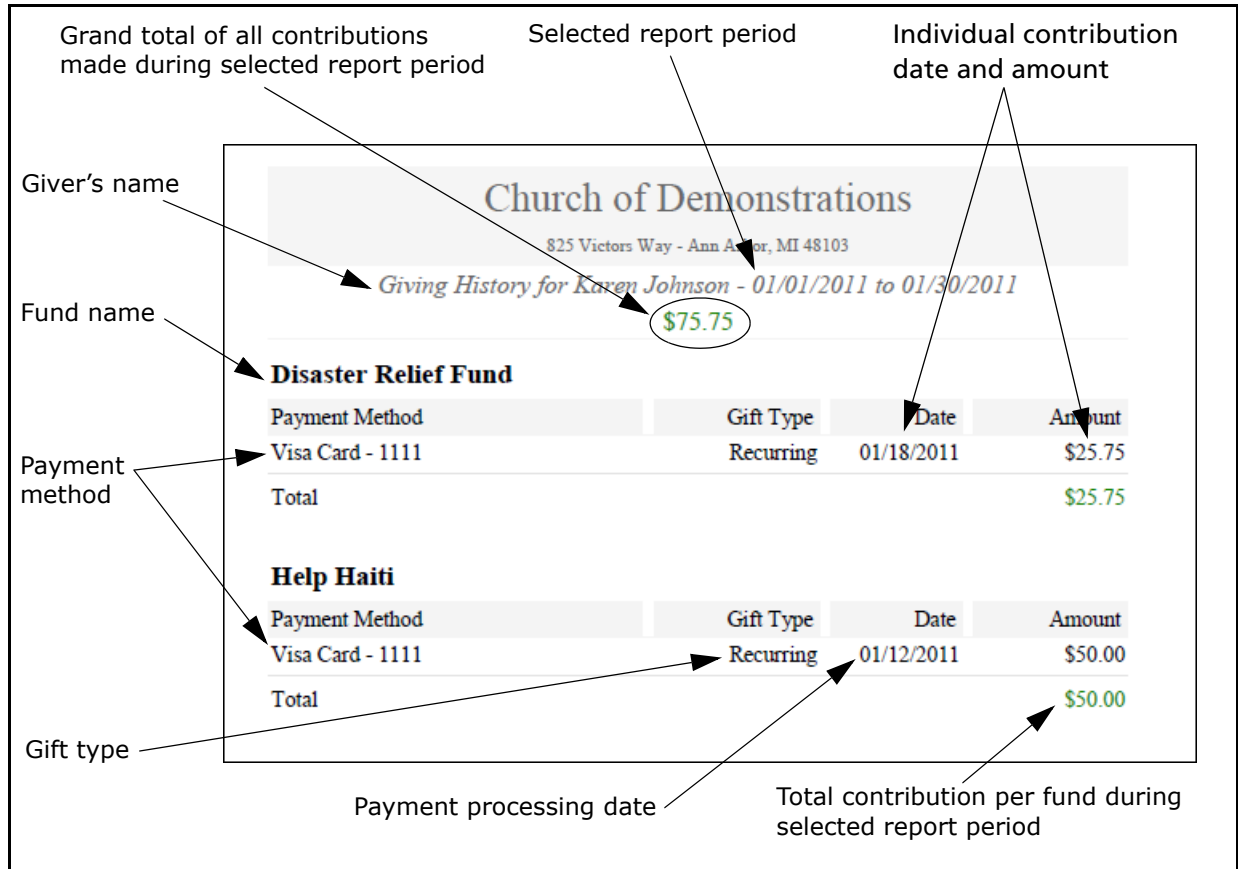 Grand total of all contributions
made during selected report period
Selected report period
Individual contribution
date and amount
Giver's name
Church of Demonstrations
825 Victors Way - Ann Arbor, MI 48103
Giving History for Karen Johnson - 01/01/2011 to 01/30/2011
$75.75
Fund name
Disaster Relief Fund
Payment Method Gift Type Date Amount
Visa Card - 1111 Recurring 01/18/2011 $25.75
Payment
method
Total $25.75
Help Haiti
Payment Method Gift Type Date Amount
Visa Card - 1111 Recurring 01/12/2011 $50.00
Total $50.00
Gift type
Payment processing date
Total contribution per fund during
selected report period